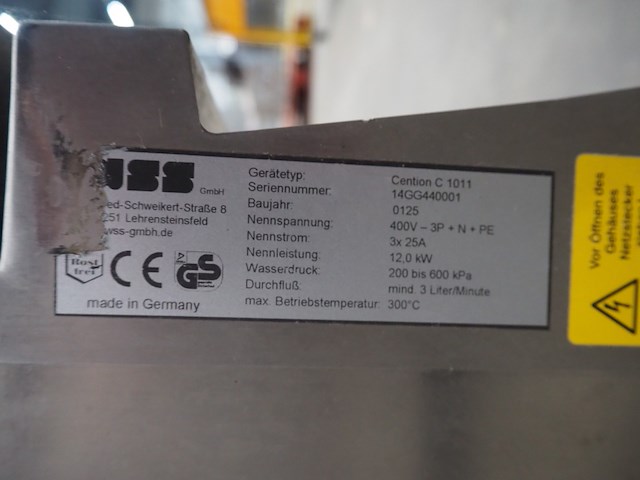 GmbH
ed-Schweikert-Straße 8
251 Lehrensteinsfeld
wss-gmbh.de
Rost
frei
CE
GS
made in Germany
Gerätetyp: Cention C 1011
Seriennummer: 14GG440001
Baujahr: 0125
Nennspannung: 400V – 3P + N + PE
Nennstrom: 3x 25A
Nennleistung: 12,0 kW
Wasserdruck: 200 bis 600 kPa
Durchfluß: mind. 3 Liter/Minute
max. Betriebstemperatur: 300°C
Vor Öffnen des
Gehäuses
Netzstecker